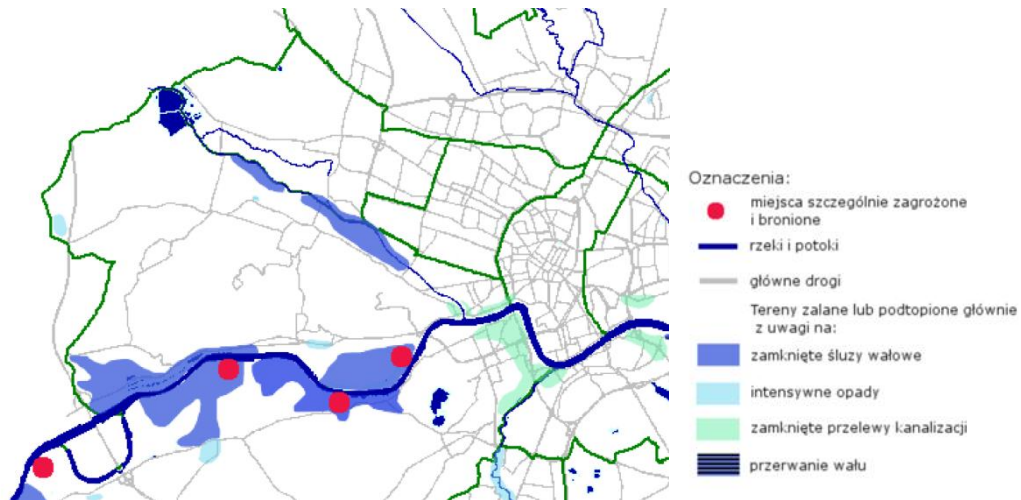 Oznaczenia:
miejsca szczególnie zagrożone
i bronione
rzeki i potoki
główne drogi
Tereny zalane lub podtopione głównie
z uwagi na:
zamknięte śluzy wałowe
intensywne opady
zamknięte przelewy kanalizacji
przerwanie wału